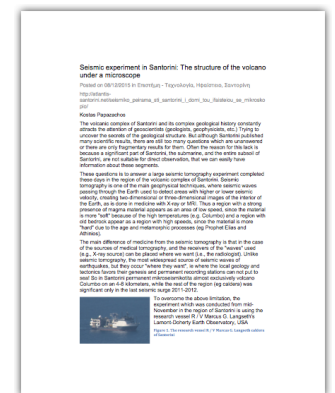 Seismic experiment in Santorini: The structure of the volcano
under a microscope
Posted on 08/12/2015 in Επιστήμη - Τεχνολογία, Ηφαίστειο, Σαντορίνη
http://atlantis-
santorini.net/seismiko_peirama_sti_santorini_i_domi_tou_ifaisteiou_se_mikrosko
pio/
Kostas Papazachos
The volcanic complex of Santorini and its complex geological history constantly
attracts the attention of geoscientists (geologists, geophysicists, etc.) Trying to
uncover the secrets of the geological structure. But although Santorini published
many scientific results, there are still too many questions which are unanswered
or there are only fragmentary results for them. Often the reason for this lack is
because a significant part of Santorini, the submarine, and the entire subsoil of
Santorini, are not suitable for direct observation, that we can easily have
information about these segments.
These questions is to answer a large seismic tomography experiment completed
these days in the region of the volcanic complex of Santorini. Seismic
tomography is one of the main geophysical techniques, where seismic waves
passing through the Earth used to detect areas with higher or lower seismic
velocity, creating two-dimensional or three-dimensional images of the interior of
the Earth, as is done in medicine with X-ray or MRI. Thus a region with a strong
presence of magma material appears as an area of low speed, since the material
is more "soft" because of the high temperatures (e.g. Columbo) and a region with
old bedrock appear as a region with high speeds, since the material is more
"hard" due to the age and metamorphic processes (eg Prophet Elias and
Athinios).
The main difference of medicine from the seismic tomography is that in the case
of the sources of medical tomography, and the receivers of the "waves" used
(e.g., X-ray source) can be placed where we want (i.e., the radiologist). Unlike
seismic tomography, the most widespread source of seismic waves of
earthquakes, but they occur "where they want", ie where the local geology and
tectonics favors their genesis and permanent recording stations can not put to
sea! So in Santorini permanent mikroseismikotita almost exclusively volcano
Columbo on an 4-8 kilometers, while the rest of the region (eg caldera) was
significant only in the last seismic surge 2011-2012.
To overcome the above limitation, the
experiment which was conducted from mid-
November in the region of Santorini is using the
research vessel R / V Marcus G. Langseth's
Lamont-Doherty Earth Observatory, USA
Figure 1. The research vessel R / V Marcus G. Langseth caldera
of Santorini